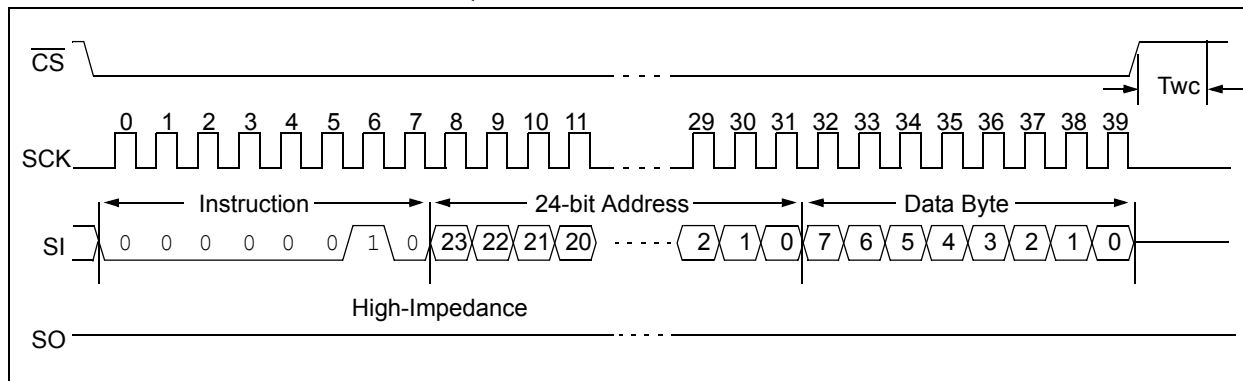 CS
Twc
0 1 2 3 4 5 6 7 8 9 10 11 29 30 31 32 33 34 35 36 37 38 39
SCK
Instruction 24-bit Address Data Byte
SI 0 0 0 0 0 0 1 0 23 22 21 20 2 1 0 7 6 5 4 3 2 1 0
High-Impedance
SO